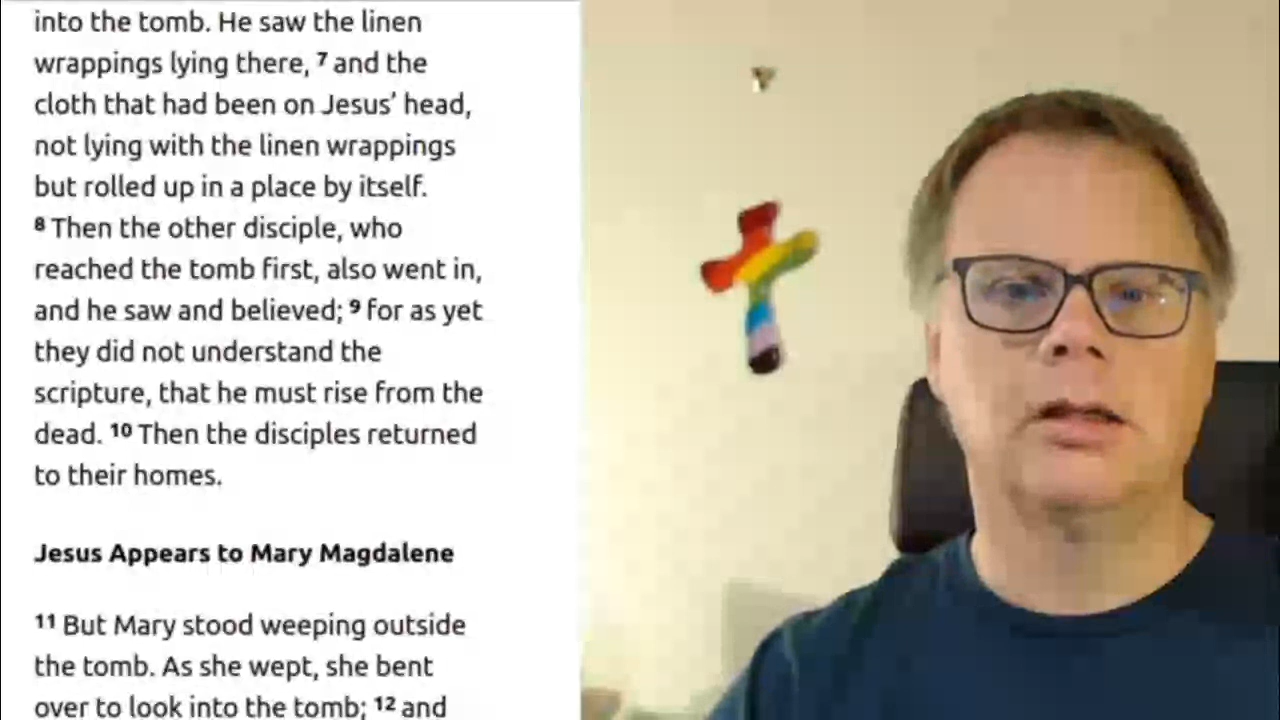 into the tomb. He saw the linen
wrappings lying there, 7 and the
cloth that had been on Jesus’ head,
not lying with the linen wrappings
but rolled up in a place by itself.
8 Then the other disciple, who
reached the tomb first, also went in,
and he saw and believed; 9 for as yet
they did not understand the
scripture, that he must rise from the
dead. 10 Then the disciples returned
to their homes.
Jesus Appears to Mary Magdalene
11 But Mary stood weeping outside
the tomb. As she wept, she bent
over to look into the tomb; 12 and